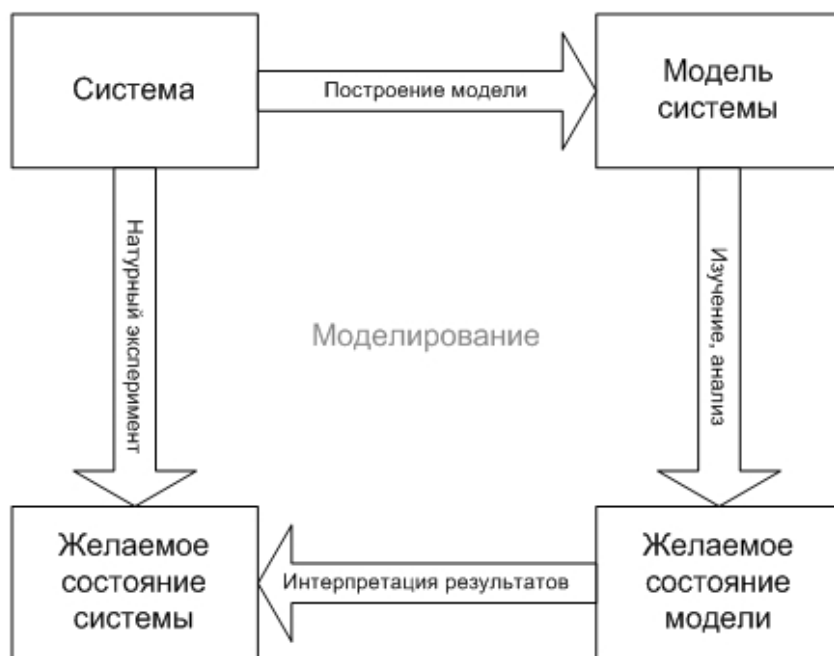 Система
Построение модели
Модель
системы
Натурный эксперимент
Моделирование
Изучение, анализ
Желаемое
состояние
системы
Интерпретация результатов
Желаемое
состояние
модели